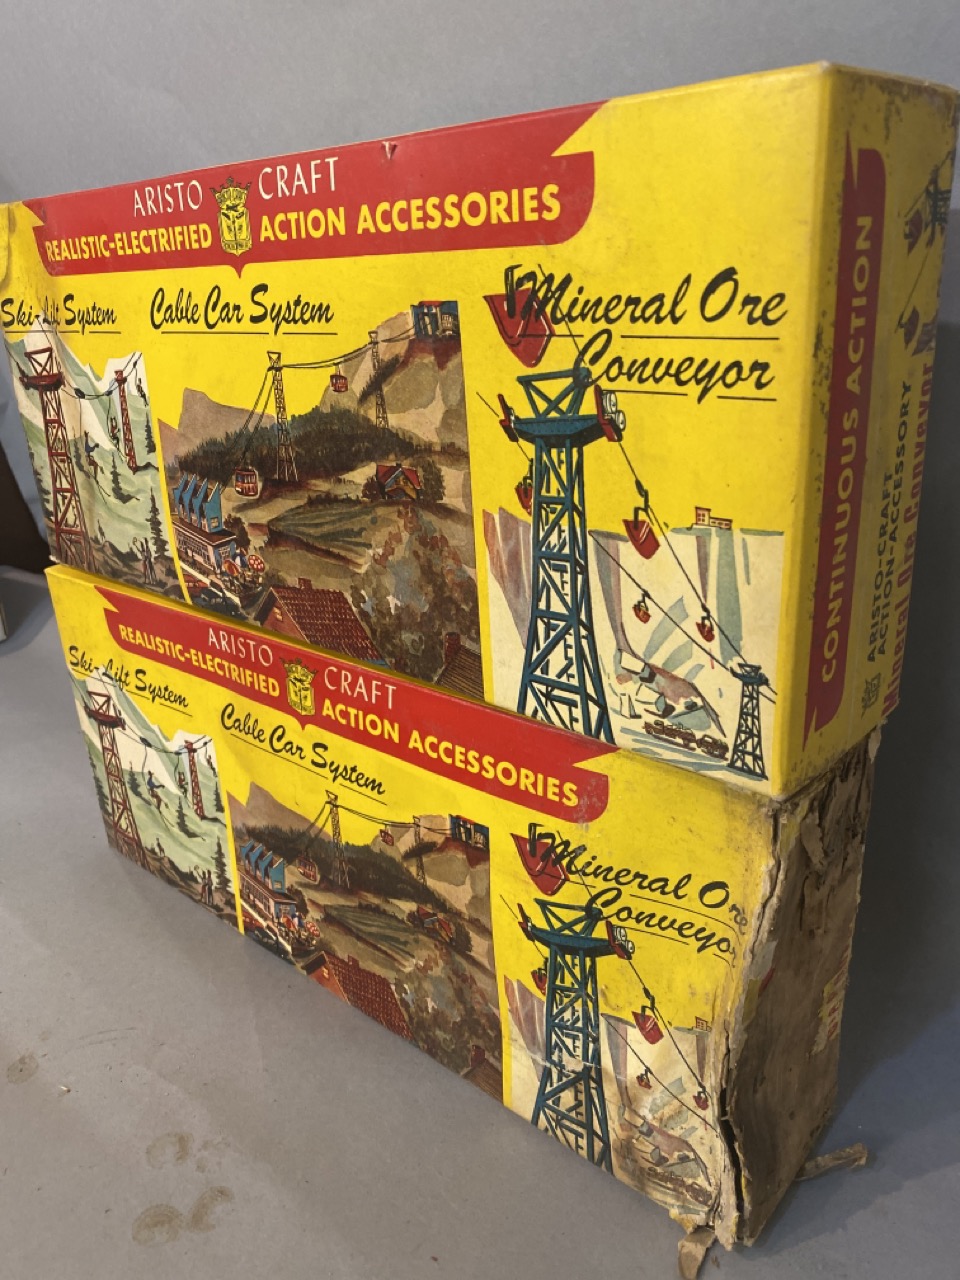 ARISTO CRAFT
REALISTIC-ELECTRIFIED ACTION ACCESSORIES
Ski-Lift System
Cable Car System
Mineral Ore
Conveyor
CONTINUOUS ACTION
ARISTO-CRAFT
ACTION-ACCESSORY
Mineral Ore Conveyor
ARISTO CRAFT
REALISTIC-ELECTRIFIED ACTION ACCESSORIES
Ski-Lift System
Cable Car System
Mineral Ore
Conveyo